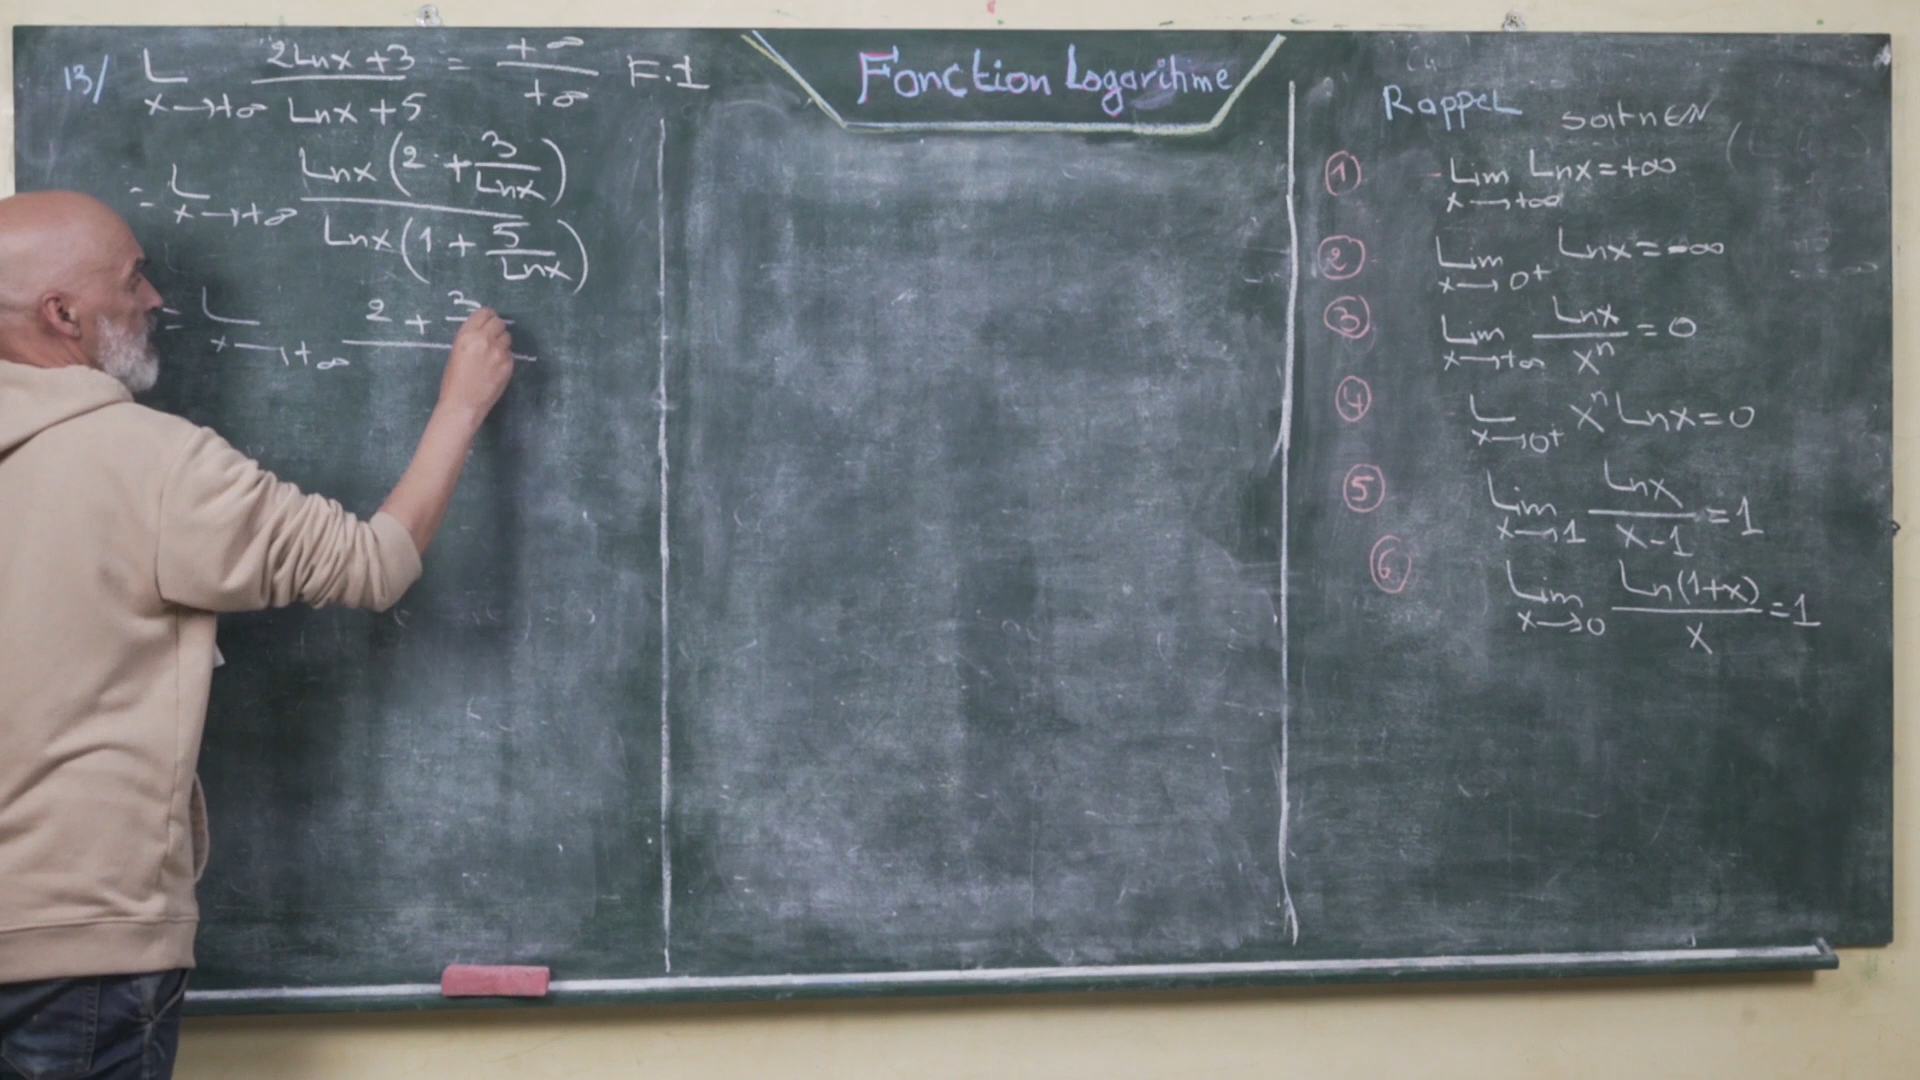 Fonction Logarithme
13/ L x→+∞ 2Lnx+3 / Lnx+5 = +∞ / +∞ F.1
= L x→+∞ Lnx(2+3/Lnx) / Lnx(1+5/Lnx)
= L x→+∞ 2+3
Rappel soit n∈N
① Lim x→+∞ Lnx=+∞
② Lim x→0+ Lnx=-∞
③ Lim x→+∞ Lnx/xⁿ=0
④ L x→0+ xⁿLnx=0
⑤ Lim x→1 Lnx/x-1=1
⑥ Lim x→0 Ln(1+x)/x=1